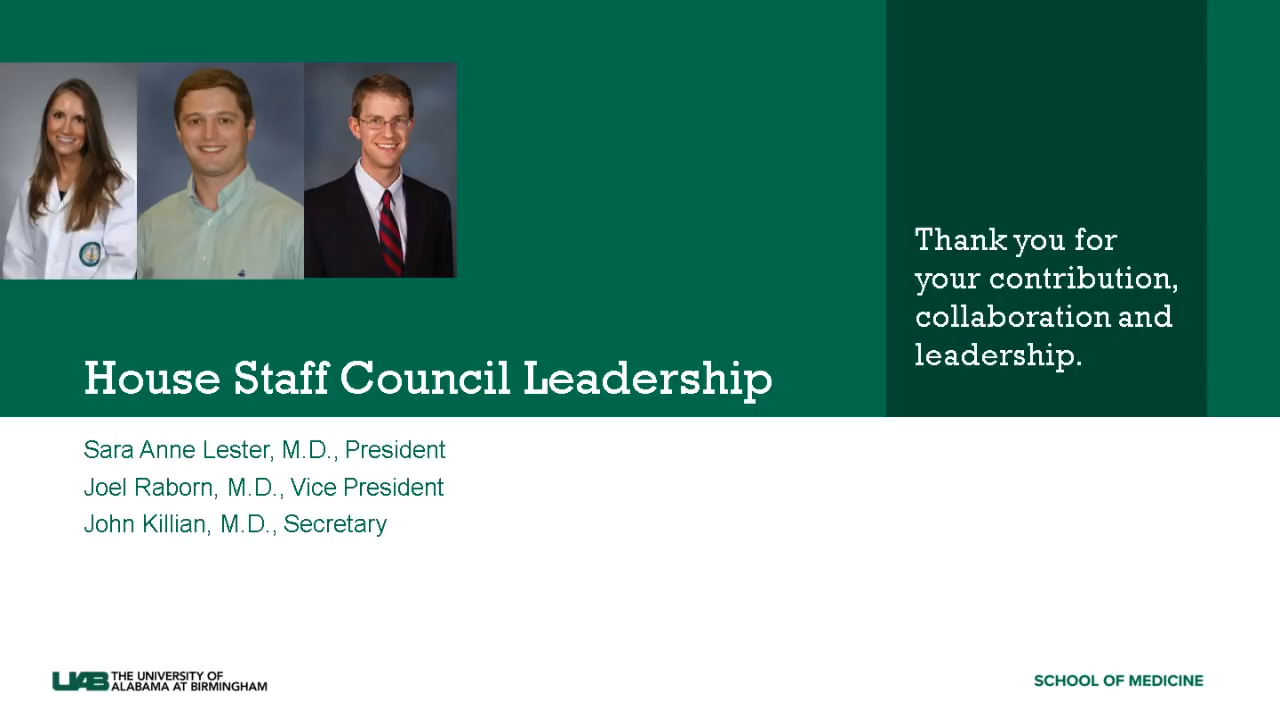 House Staff Council Leadership
Thank you for
your contribution,
collaboration and
leadership.
Sara Anne Lester, M.D., President
Joel Raborn, M.D., Vice President
John Killian, M.D., Secretary
UAB THE UNIVERSITY OF
ALABAMA AT BIRMINGHAM
SCHOOL OF MEDICINE